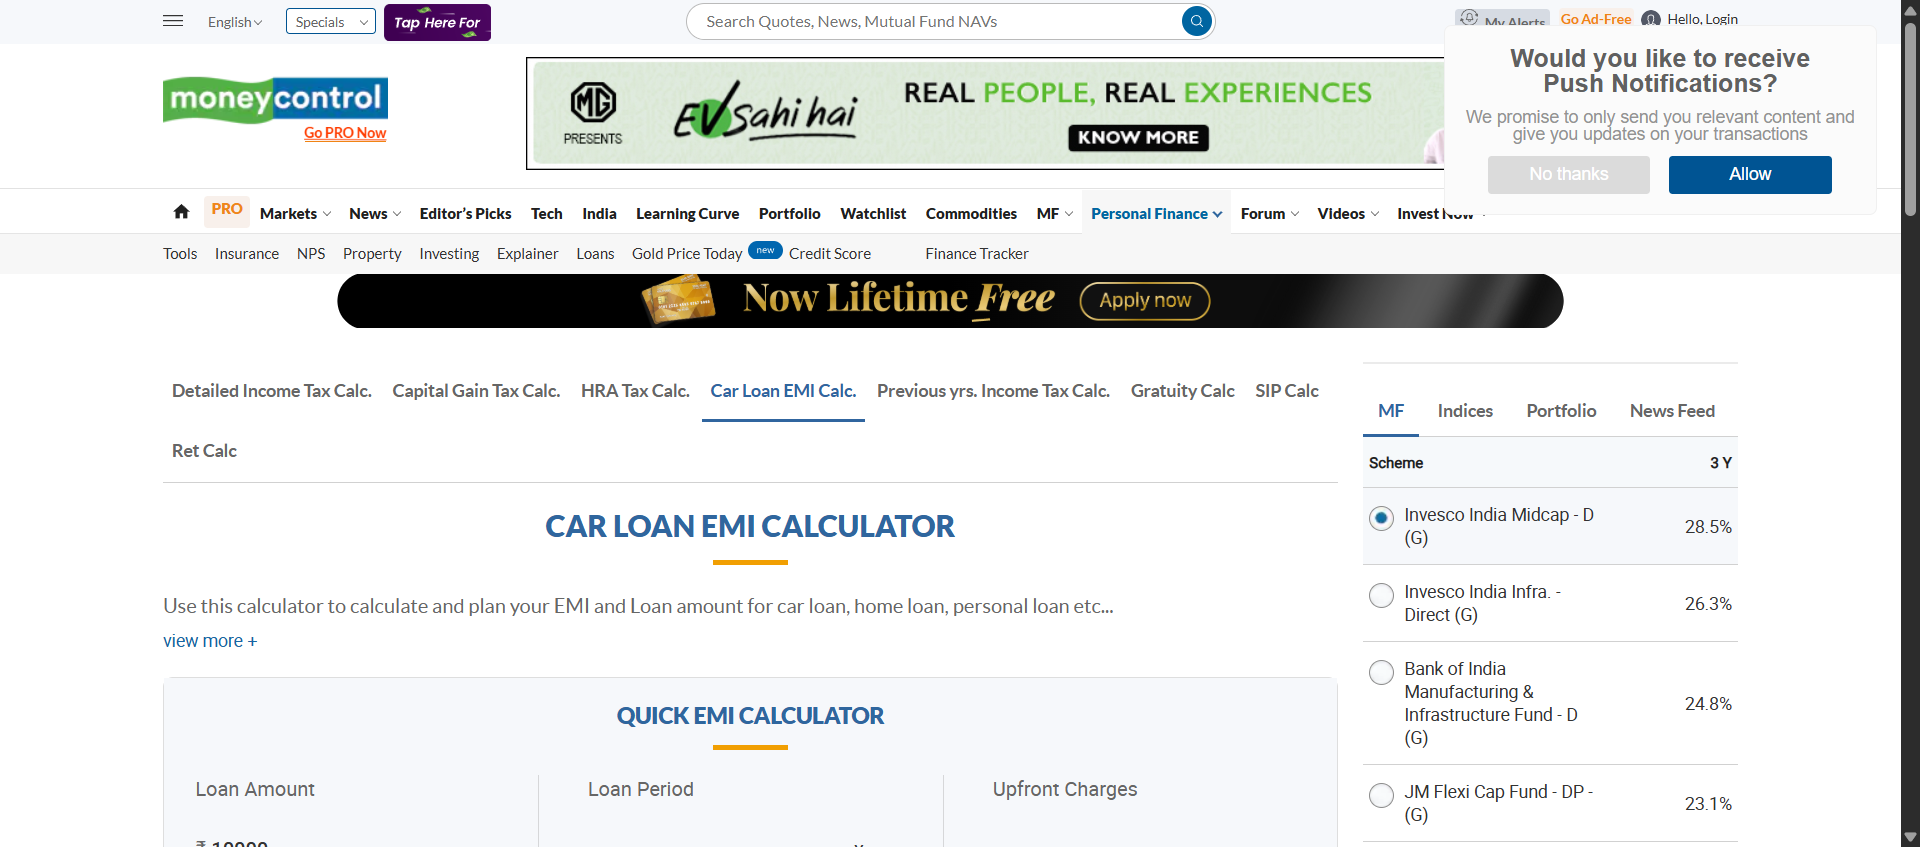 English
Specials
Tap Here For
Search Quotes, News, Mutual Fund NAVs
My Alerts
Go Ad-Free
Hello, Login
moneycontrol
Go PRO Now
MG
PRESENTS
EV Sahi hai
REAL PEOPLE, REAL EXPERIENCES
KNOW MORE
Would you like to receive
Push Notifications?
We promise to only send you relevant content and
give you updates on your transactions
No thanks
Allow
PRO Markets News Editor's Picks Tech India Learning Curve Portfolio Watchlist Commodities MF Personal Finance Forum Videos Invest Now
Tools Insurance NPS Property Investing Explainer Loans Gold Price Today new Credit Score Finance Tracker
Now Lifetime Free Apply now
Detailed Income Tax Calc. Capital Gain Tax Calc. HRA Tax Calc. Car Loan EMI Calc. Previous yrs. Income Tax Calc. Gratuity Calc SIP Calc
Ret Calc
CAR LOAN EMI CALCULATOR
Use this calculator to calculate and plan your EMI and Loan amount for car loan, home loan, personal loan etc...
view more +
QUICK EMI CALCULATOR
Loan Amount
₹ 10000
Loan Period
Upfront Charges
MF Indices Portfolio News Feed
Scheme 3 Y
Invesco India Midcap - D
(G)
28.5%
Invesco India Infra. -
Direct (G)
26.3%
Bank of India
Manufacturing &
Infrastructure Fund - D
(G)
24.8%
JM Flexi Cap Fund - DP -
(G)
23.1%